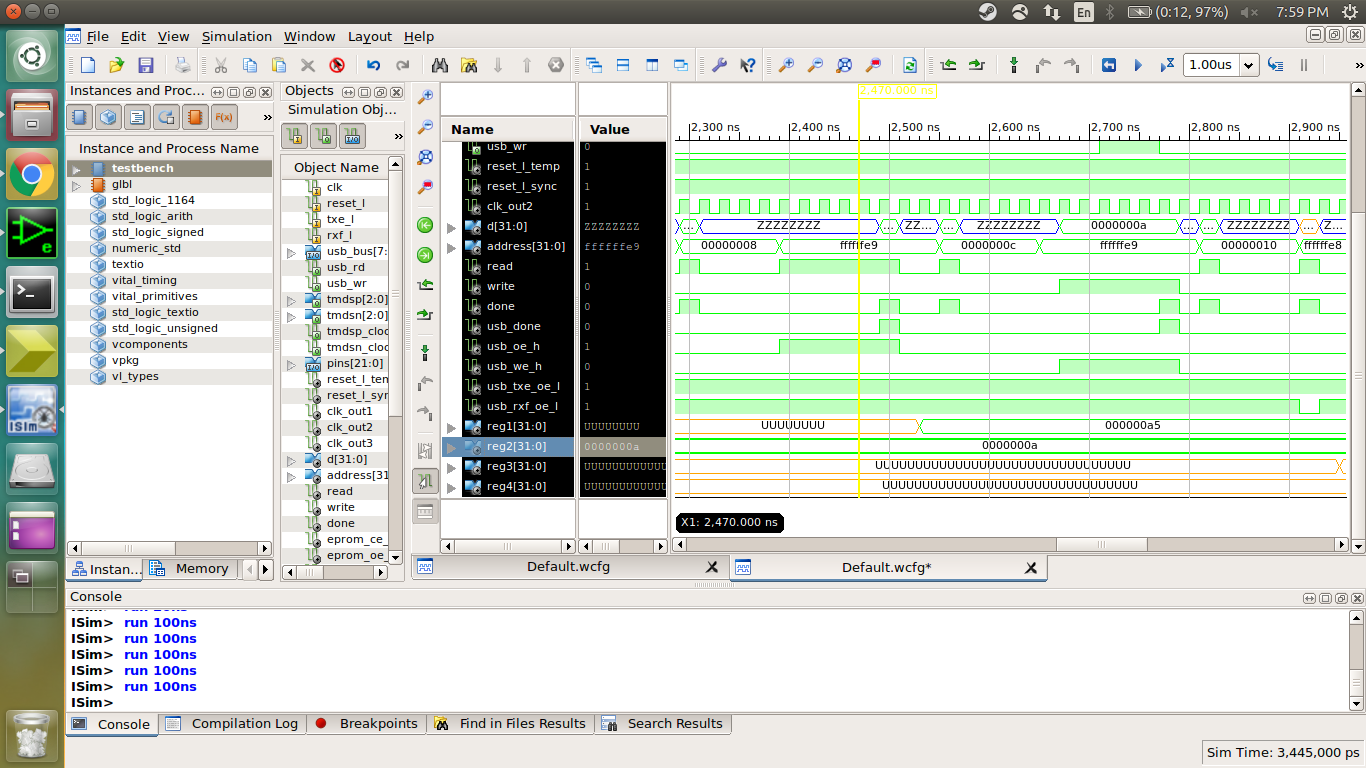 En (0:12, 97%) 7:59 PM
File Edit View Simulation Window Layout Help
1.00us
Instances and Proc...
Instance and Process Name
testbench
glbl
std_logic_1164
std_logic_arith
std_logic_signed
numeric_std
textio
vital_timing
vital_primitives
std_logic_textio
std_logic_unsigned
vcomponents
vpkg
vl_types
Instan... Memory
Objects
Simulation Obj...
Object Name
clk
reset_l
txe_l
rxf_l
usb_bus[7:
usb_rd
usb_wr
tmdsp[2:0]
tmdsn[2:0]
tmdsp_cloc
tmdsn_cloc
pins[21:0]
reset_l_ten
reset_l_syr
clk_out1
clk_out2
clk_out3
d[31:0]
address[31
read
write
done
eprom_ce_
eprom_oe_
Name Value
usb_wr 0
reset_l_temp 1
reset_l_sync 1
clk_out2 1
d[31:0] ZZZZZZZZ
address[31:0] ffffffe9
read 1
write 0
done 0
usb_done 0
usb_oe_h 1
usb_we_h 0
usb_txe_oe_l 1
usb_rxf_oe_l 1
reg1[31:0] UUUUUUUU
reg2[31:0] 0000000a
reg3[31:0] UUUUUUUUUUUU
reg4[31:0] UUUUUUUUUUUU
2,470.000 ns
2,300 ns 2,400 ns 2,500 ns 2,600 ns 2,700 ns 2,800 ns 2,900 ns
... ZZZZZZZZ ... ZZ... ... ZZZZZZZZ 0000000a ... ... ZZZZZZZZ ... Z...
00000008 ffffffe9 0000000c ffffffe9 00000010 ffffffe8
UUUUUUUU 000000a5
0000000a
UUUUUUUUUUUUUUUUUUUUUUUUUUUUUUUU
UUUUUUUUUUUUUUUUUUUUUUUUUUUUUUUU
X1: 2,470.000 ns
Default.wcfg Default.wcfg*
Console
ISim> run 100ns
ISim> run 100ns
ISim> run 100ns
ISim> run 100ns
ISim> run 100ns
ISim>
Console Compilation Log Breakpoints Find in Files Results Search Results
Sim Time: 3,445,000 ps